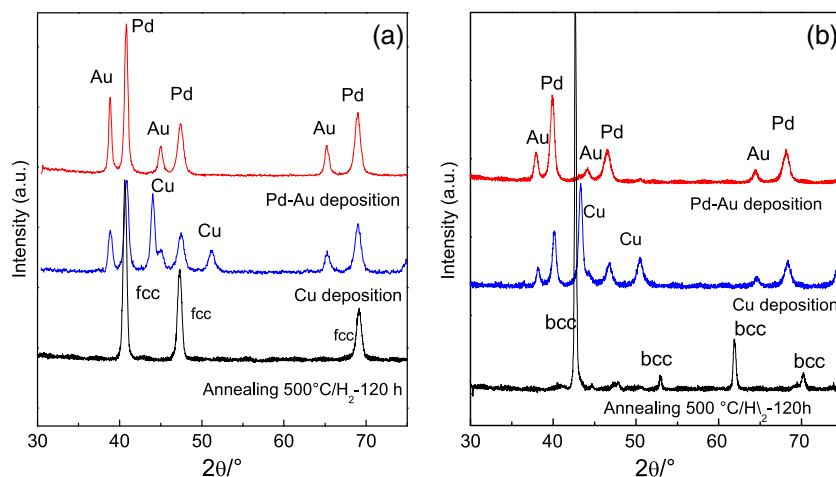 (a)
Pd
Au
Pd
Pd
Au
Au
Cu
Pd-Au deposition
Cu
fcc
Cu deposition
fcc
fcc
Annealing 500°C/H2-120 h
Intensity (a.u.)
30 40 50 60 70
2θ/°
(b)
Pd
Au
Pd
Au
Au
Pd
Pd-Au deposition
Cu
Cu
Cu deposition
bcc
bcc
bcc
bcc
Annealing 500 °C/H\2-120h
Intensity (a.u.)
30 40 50 60 70
2θ/°